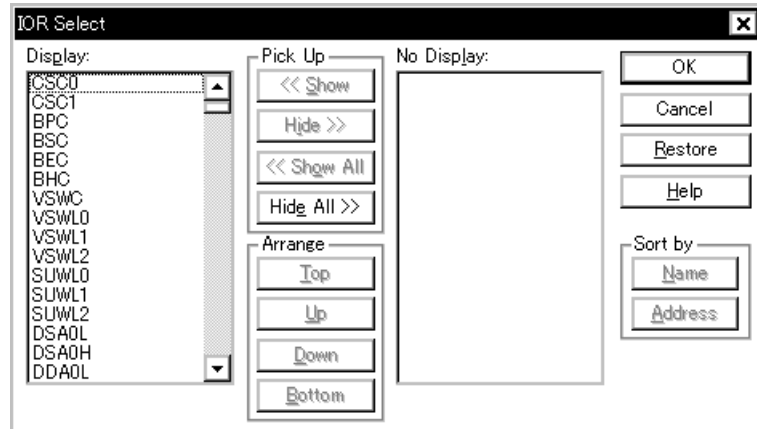 IOR Select
Display:
CSC0
CSC1
BPC
BSC
BEC
BHC
VSWC
VSWL0
VSWL1
VSWL2
SUWL0
SUWL1
SUWL2
DSA0L
DSA0H
DDA0L
Pick Up
<< Show
Hide >>
<< Show All
Hide All >>
Arrange
Top
Up
Down
Bottom
No Display:
OK
Cancel
Restore
Help
Sort by
Name
Address